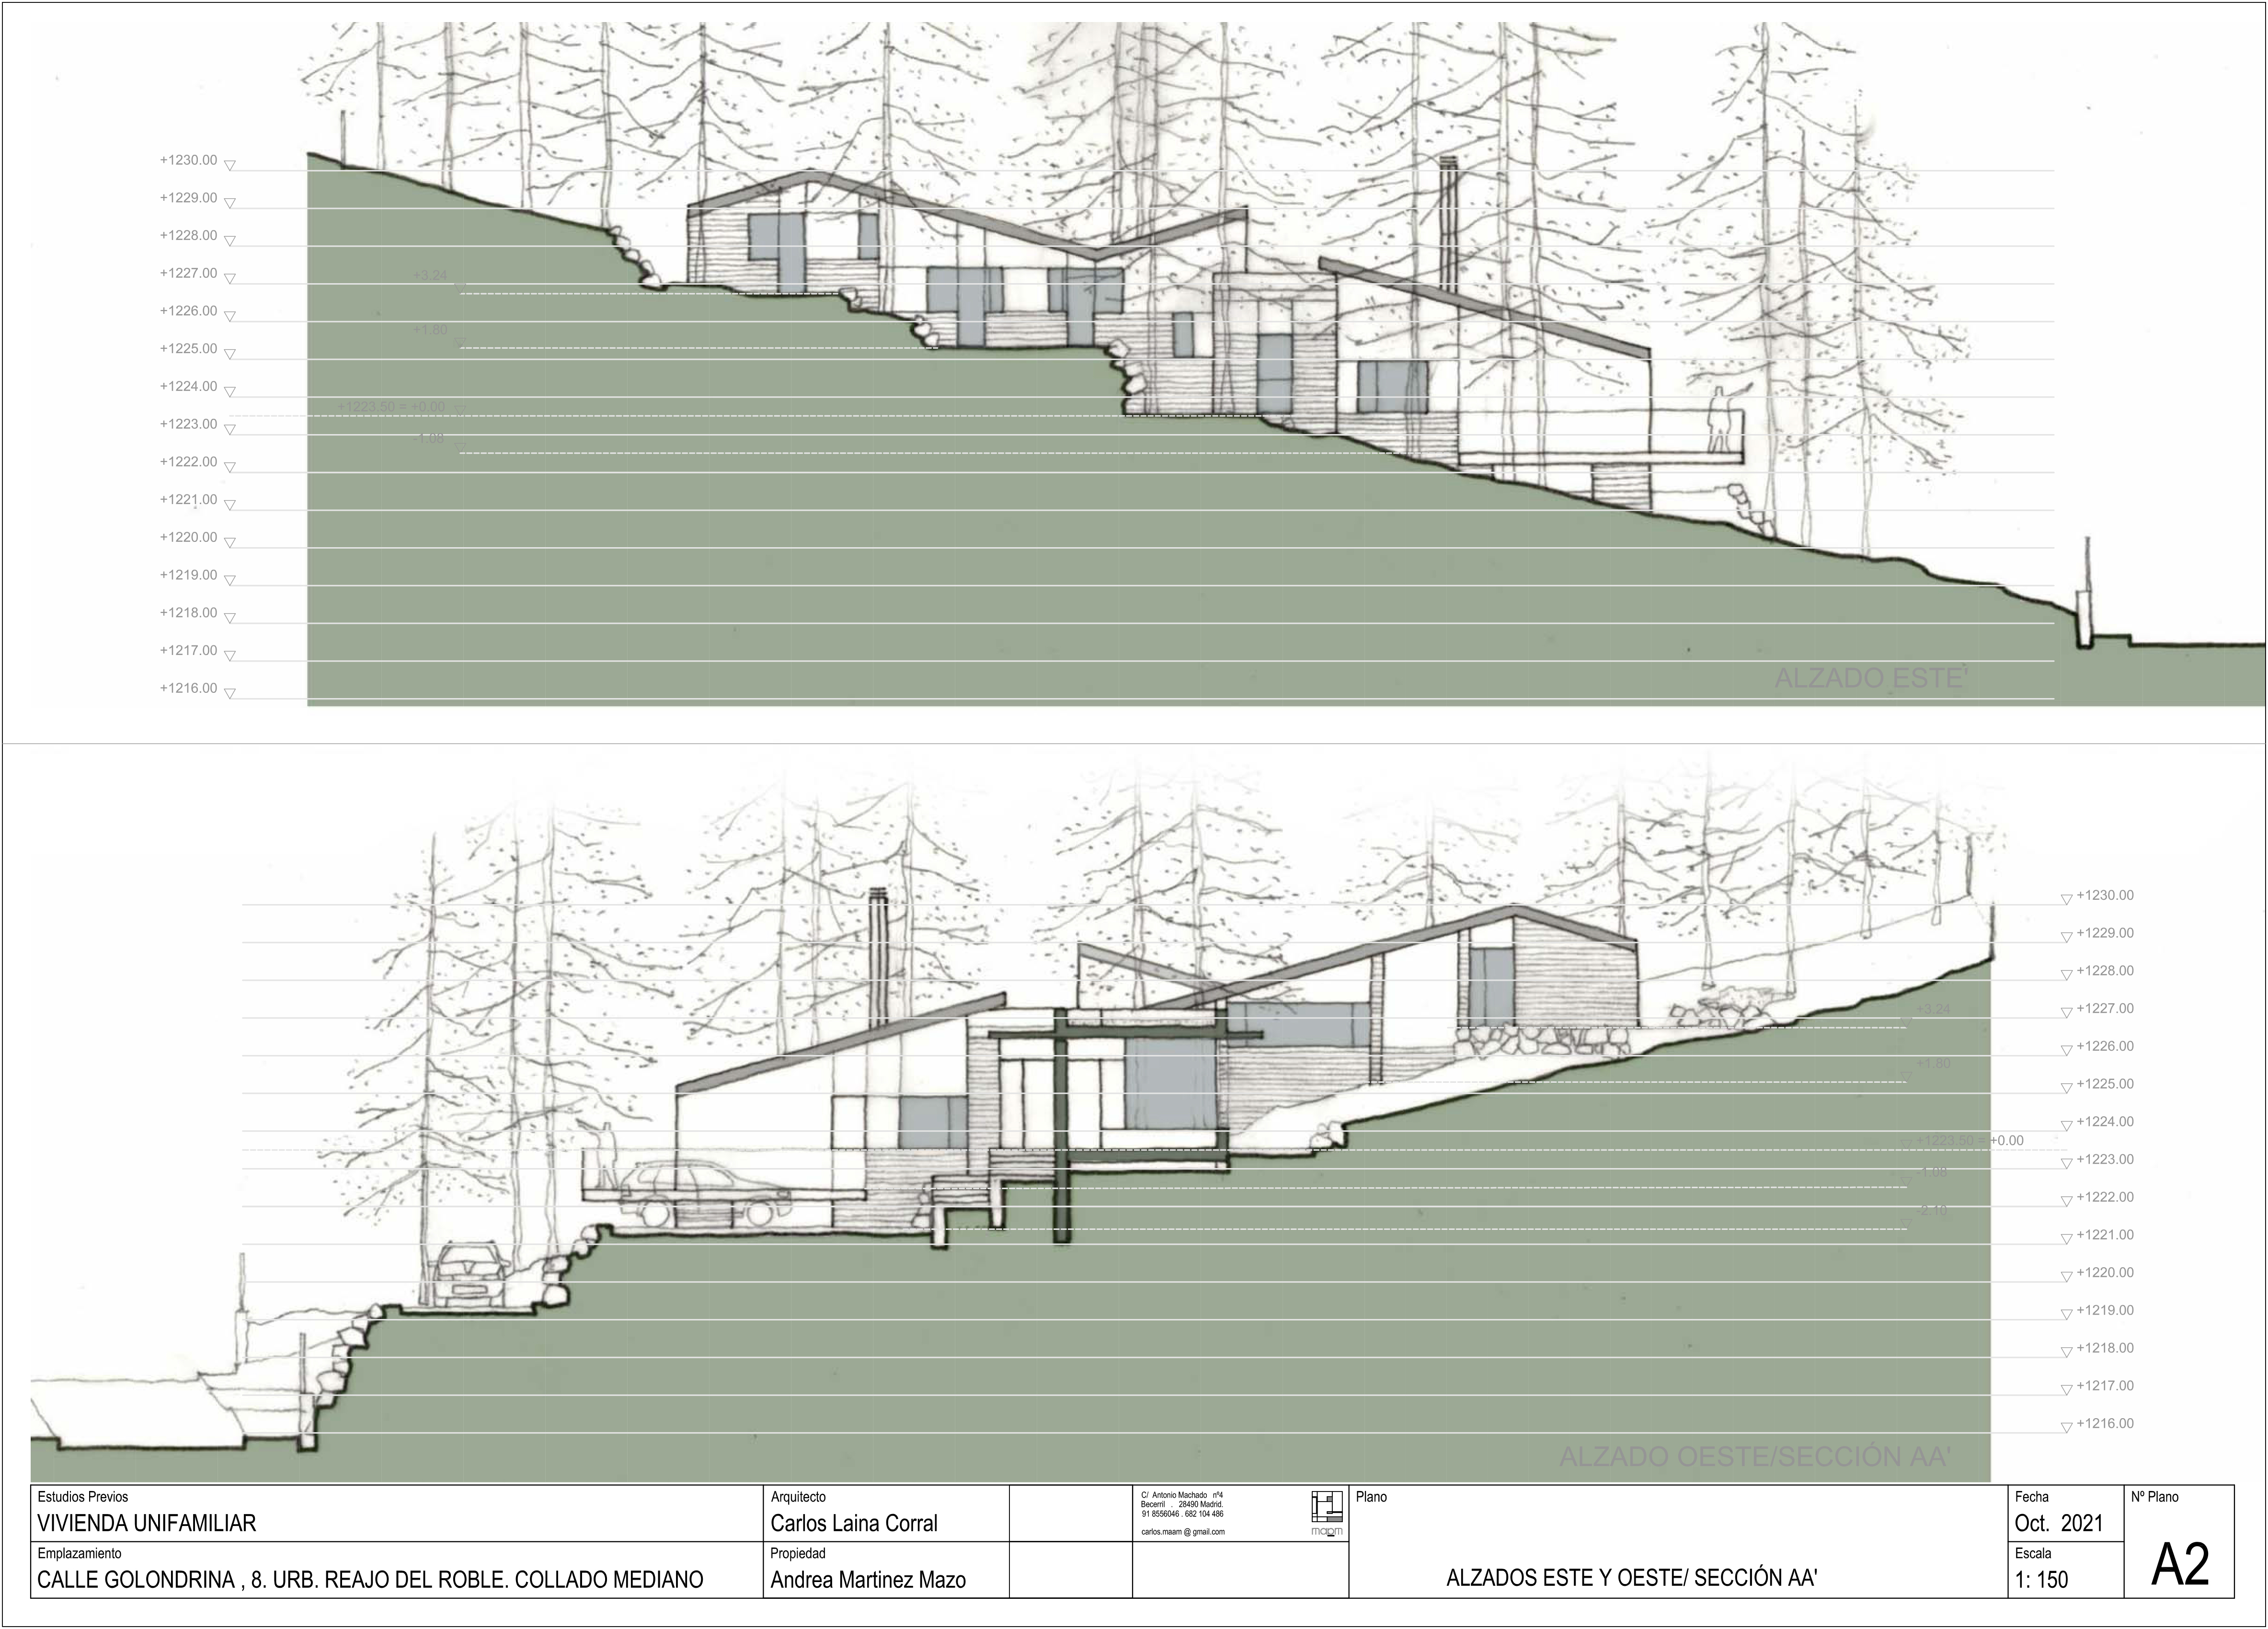 +1230.00
+1229.00
+1228.00
+1227.00
+3.24
+1226.00
+1.80
+1225.00
+1224.00
+1223.50 = +0.00
+1223.00
-1.08
+1222.00
+1221.00
+1220.00
+1219.00
+1218.00
+1217.00
+1216.00
ALZADO ESTE'
+1230.00
+1229.00
+1228.00
+1227.00
+3.24
+1226.00
+1.80
+1225.00
+1224.00
+1223.50 = +0.00
+1223.00
-1.08
+1222.00
-2.16
+1221.00
+1220.00
+1219.00
+1218.00
+1217.00
+1216.00
ALZADO OESTE/SECCIÓN AA'
Estudios Previos
VIVIENDA UNIFAMILIAR
Emplazamiento
CALLE GOLONDRINA , 8. URB. REAJO DEL ROBLE. COLLADO MEDIANO
Arquitecto
Carlos Laina Corral
Propiedad
Andrea Martinez Mazo
C/ Antonio Machado nº4
Becerril . 28490 Madrid.
91 8556046 . 682 104 486
carlos.maam @ gmail.com
maam
Plano
ALZADOS ESTE Y OESTE/ SECCIÓN AA'
Fecha
Oct. 2021
Escala
1: 150
Nº Plano
A2